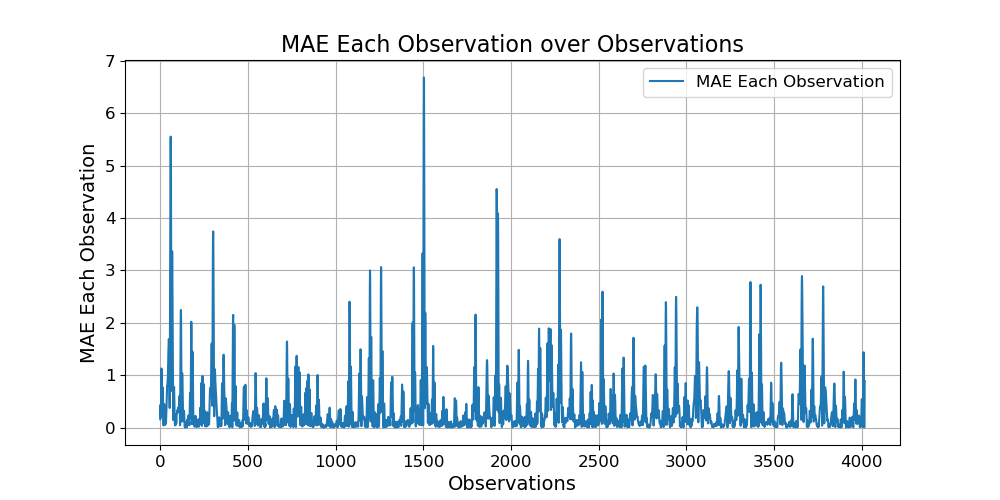 MAE Each Observation over Observations
MAE Each Observation
MAE Each Observation
7
6
5
4
3
2
1
0
0 500 1000 1500 2000 2500 3000 3500 4000
Observations